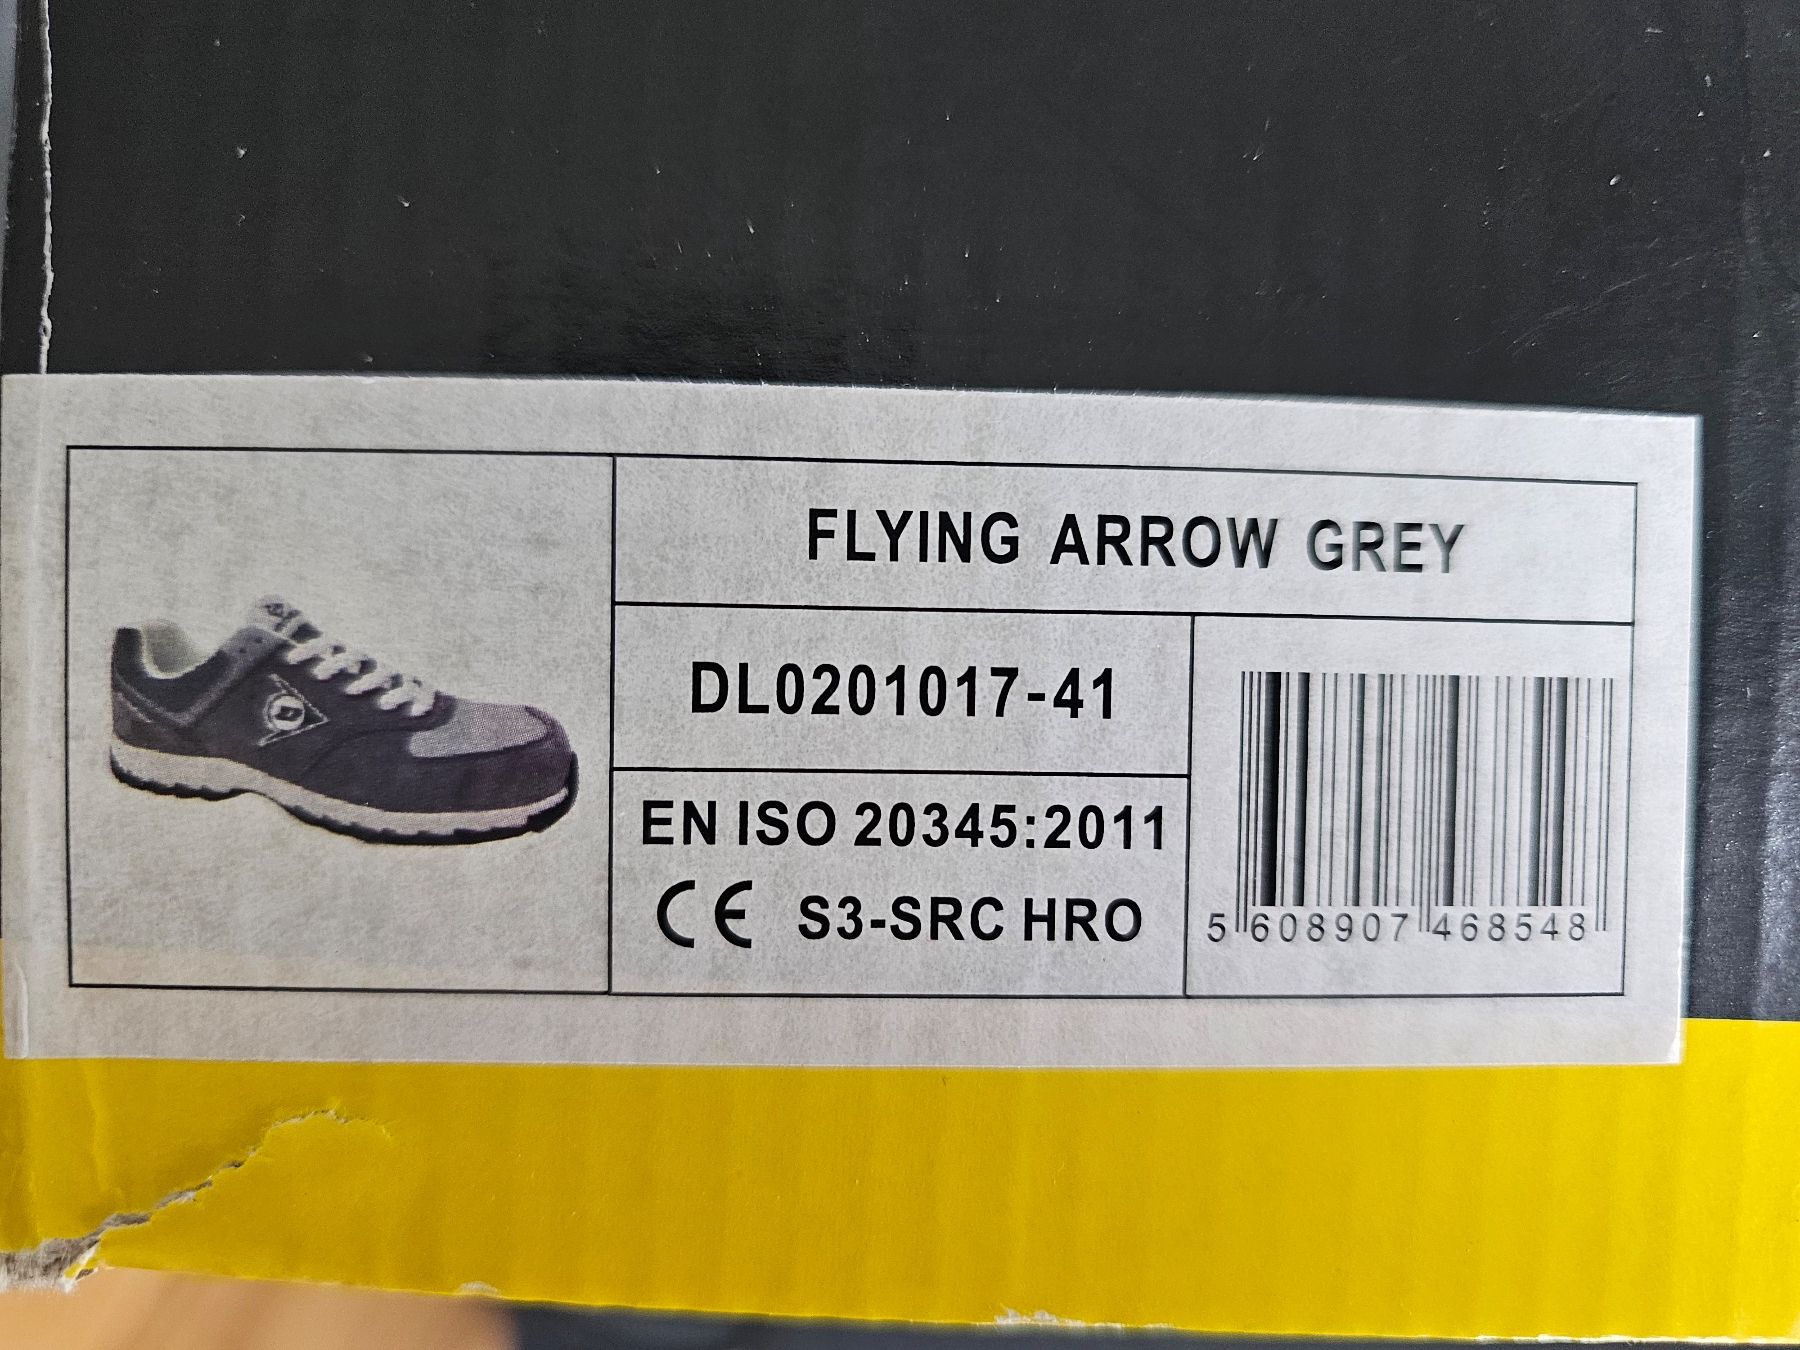 FLYING ARROW GREY
DL0201017-41
EN ISO 20345:2011
CE S3-SRC HRO
5 608907 468548